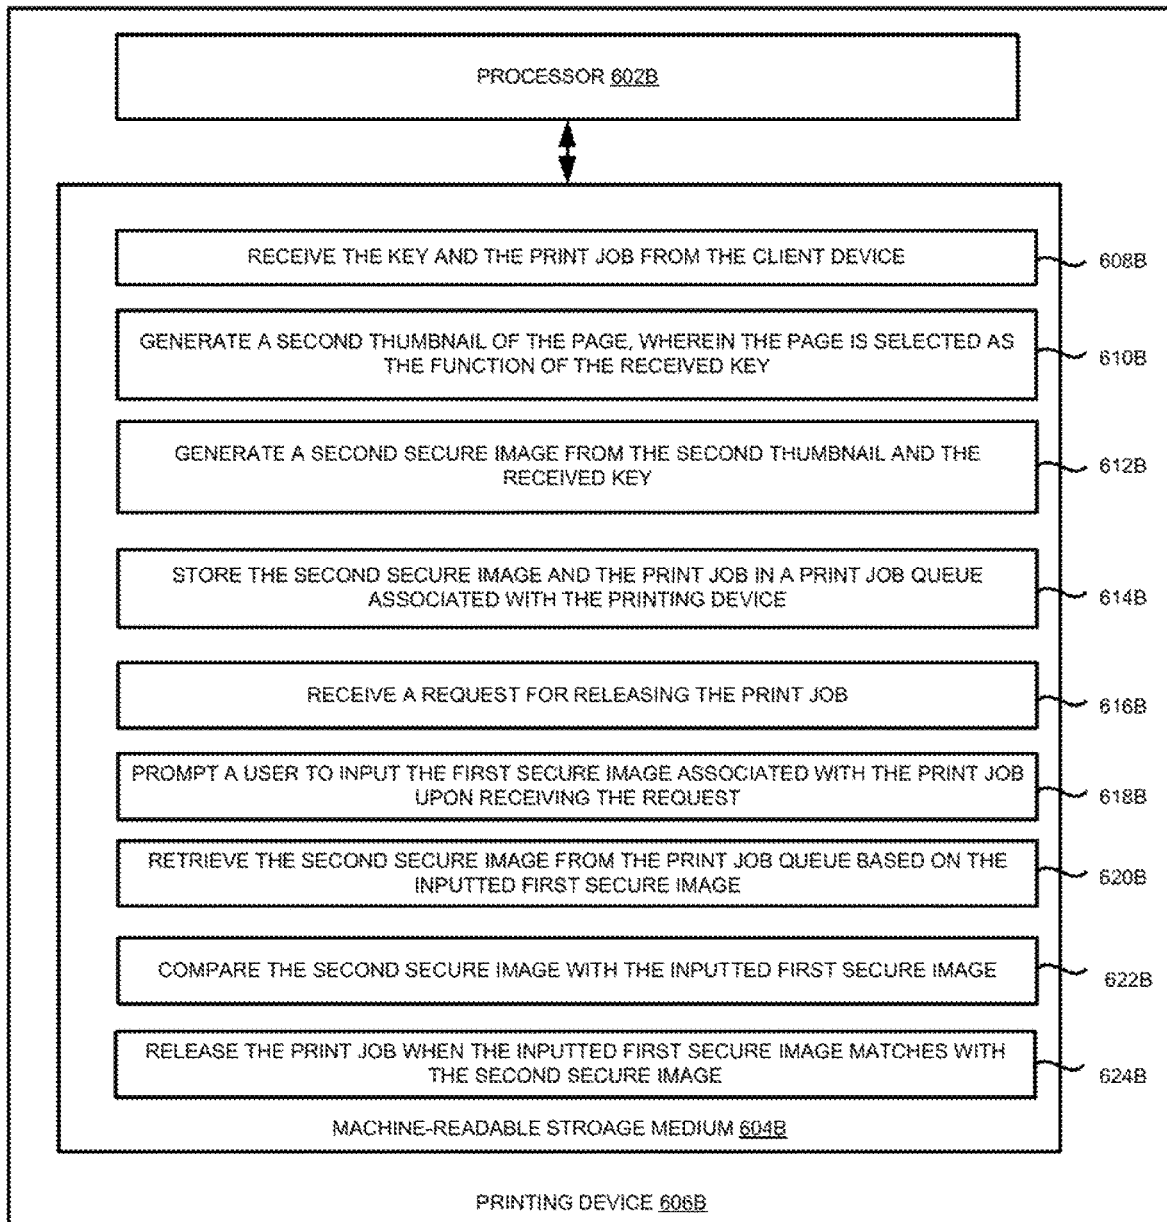 PROCESSOR 602B
RECEIVE THE KEY AND THE PRINT JOB FROM THE CLIENT DEVICE
608B
GENERATE A SECOND THUMBNAIL OF THE PAGE, WHEREIN THE PAGE IS SELECTED AS
THE FUNCTION OF THE RECEIVED KEY
610B
GENERATE A SECOND SECURE IMAGE FROM THE SECOND THUMBNAIL AND THE
RECEIVED KEY
612B
STORE THE SECOND SECURE IMAGE AND THE PRINT JOB IN A PRINT JOB QUEUE
ASSOCIATED WITH THE PRINTING DEVICE
614B
RECEIVE A REQUEST FOR RELEASING THE PRINT JOB
616B
PROMPT A USER TO INPUT THE FIRST SECURE IMAGE ASSOCIATED WITH THE PRINT JOB
UPON RECEIVING THE REQUEST
618B
RETRIEVE THE SECOND SECURE IMAGE FROM THE PRINT JOB QUEUE BASED ON THE
INPUTTED FIRST SECURE IMAGE
620B
COMPARE THE SECOND SECURE IMAGE WITH THE INPUTTED FIRST SECURE IMAGE
622B
RELEASE THE PRINT JOB WHEN THE INPUTTED FIRST SECURE IMAGE MATCHES WITH
THE SECOND SECURE IMAGE
624B
MACHINE-READABLE STROAGE MEDIUM 604B
PRINTING DEVICE 606B